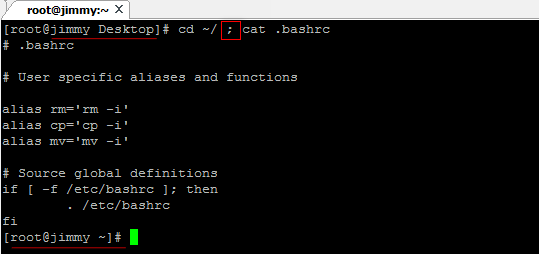 root@jimmy:~ ×
[root@jimmy Desktop]# cd ~/ ; cat .bashrc
# .bashrc
# User specific aliases and functions
alias rm='rm -i'
alias cp='cp -i'
alias mv='mv -i'
# Source global definitions
if [ -f /etc/bashrc ]; then
        . /etc/bashrc
fi
[root@jimmy ~]#